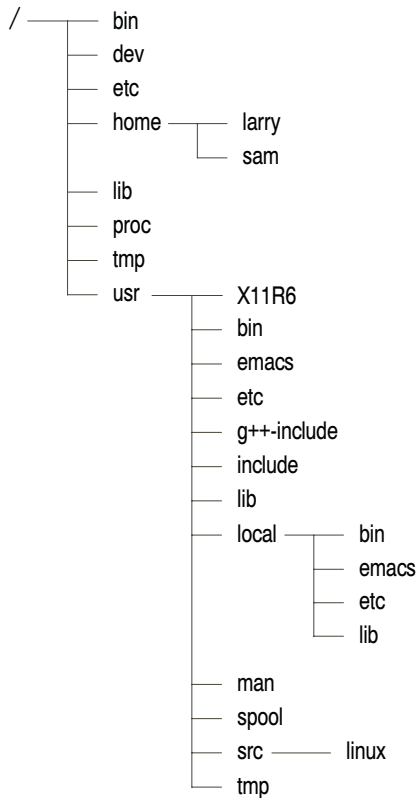 / bin
dev
etc
home larry
sam
lib
proc
tmp
usr X11R6
bin
emacs
etc
g++-include
include
lib
local bin
emacs
etc
lib
man
spool
src linux
tmp